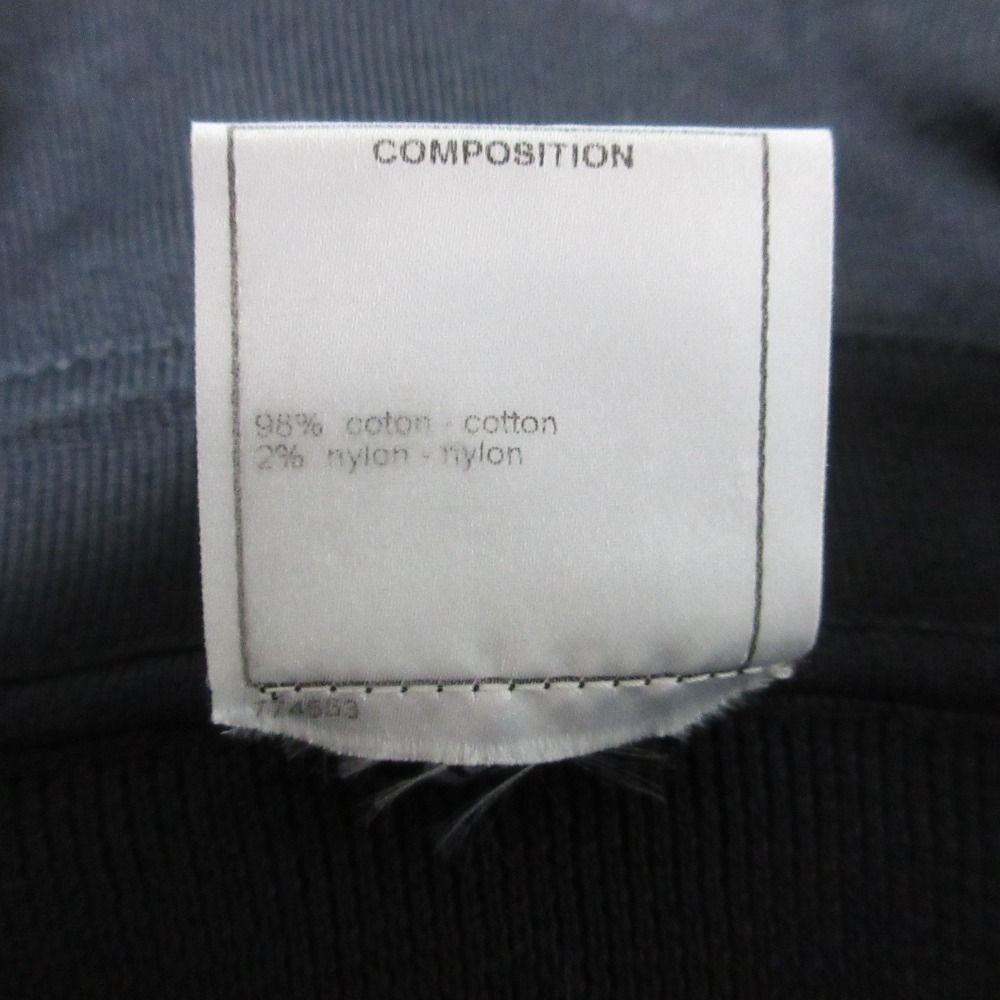 COMPOSITION
98% coton - cotton
2% nylon - nylon